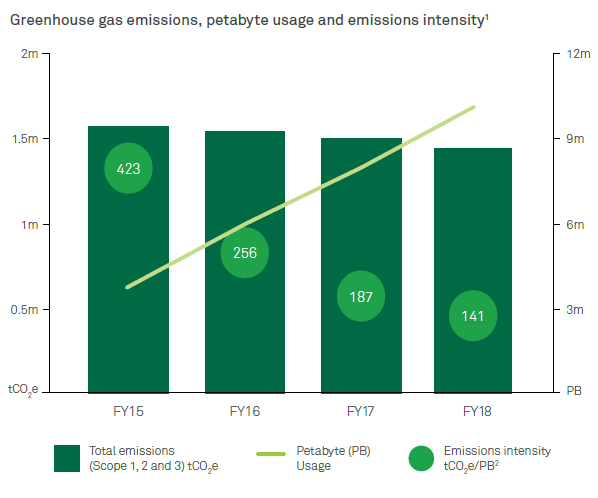 Greenhouse gas emissions, petabyte usage and emissions intensity¹
2m
12m
1.5m
9m
1m
6m
0.5m
3m
tCO₂e
PB
423
256
187
141
FY15
FY16
FY17
FY18
Total emissions
(Scope 1, 2 and 3) tCO₂e
Petabyte (PB)
Usage
Emissions intensity
tCO₂e/PB²